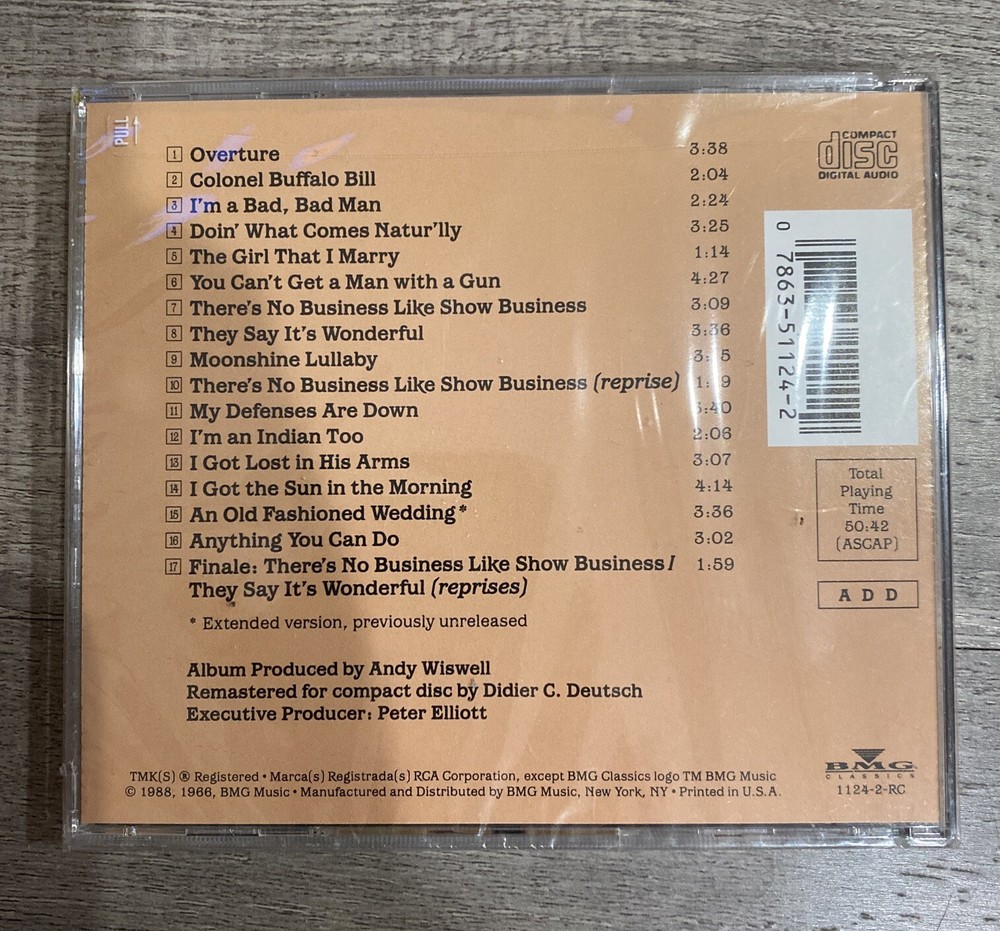 PULL
COMPACT
disc
DIGITAL AUDIO
1 Overture 3:38
2 Colonel Buffalo Bill 2:04
3 I'm a Bad, Bad Man 2:24
4 Doin' What Comes Natur'lly 3:25
5 The Girl That I Marry 1:14
6 You Can't Get a Man with a Gun 4:27
7 There's No Business Like Show Business 3:09
8 They Say It's Wonderful 3:36
9 Moonshine Lullaby
10 There's No Business Like Show Business (reprise)
11 My Defenses Are Down
12 I'm an Indian Too 2:06
13 I Got Lost in His Arms 3:07
14 I Got the Sun in the Morning 4:14
15 An Old Fashioned Wedding* 3:36
16 Anything You Can Do 3:02
17 Finale: There's No Business Like Show Business/ 1:59
They Say It's Wonderful (reprises)
* Extended version, previously unreleased
0 7863-51124-2
Total
Playing
Time
50:42
(ASCAP)
ADD
Album Produced by Andy Wiswell
Remastered for compact disc by Didier C. Deutsch
Executive Producer: Peter Elliott
TMK(S) ® Registered • Marca(s) Registrada(s) RCA Corporation, except BMG Classics logo TM BMG Music
© 1988, 1966, BMG Music • Manufactured and Distributed by BMG Music, New York, NY • Printed in U.S.A.
BMG
CLASSICS
1124-2-RC